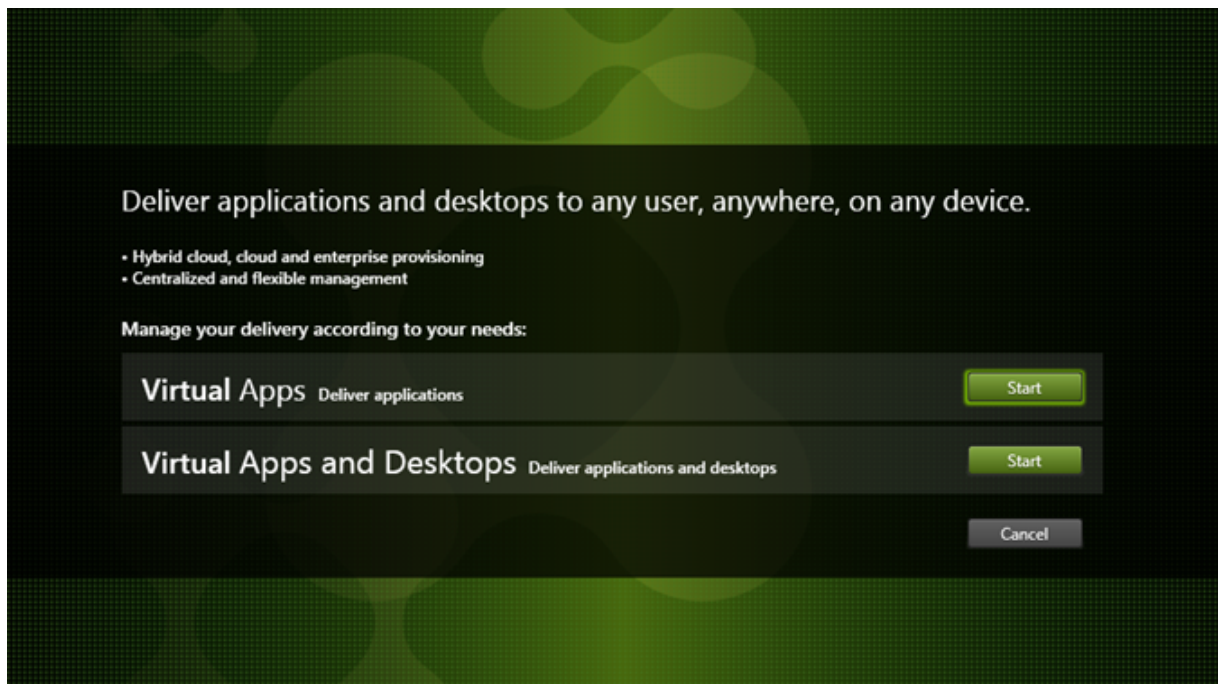 Deliver applications and desktops to any user, anywhere, on any device.
• Hybrid cloud, cloud and enterprise provisioning
• Centralized and flexible management
Manage your delivery according to your needs:
Virtual Apps Deliver applications
Start
Virtual Apps and Desktops Deliver applications and desktops
Start
Cancel